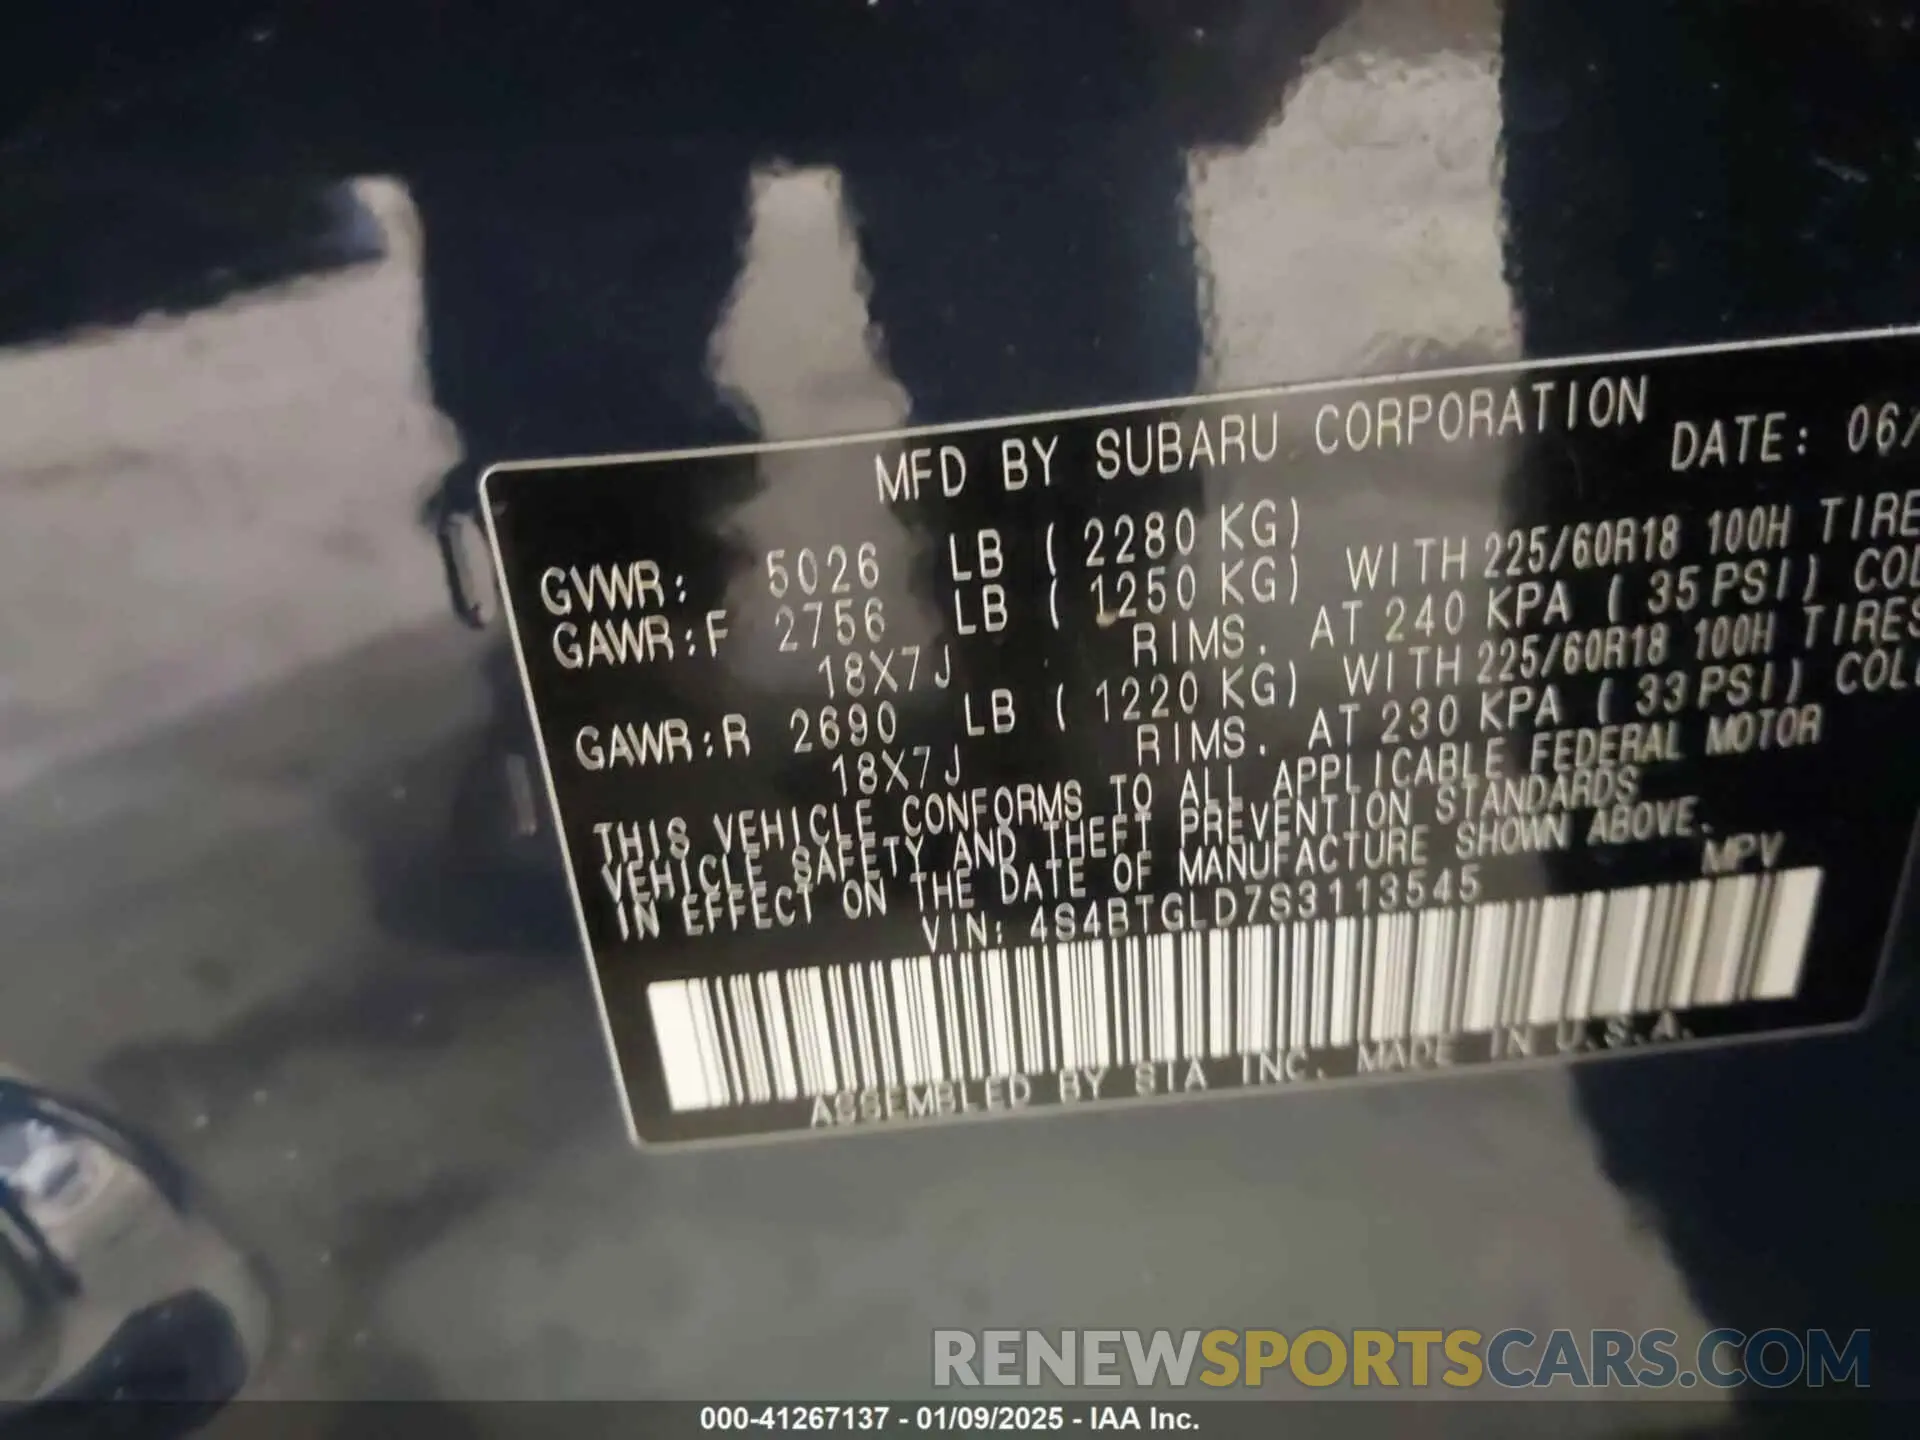 MFD BY SUBARU CORPORATION DATE: 06/
GVWR: 5026 LB ( 2280 KG)
GAWR:F 2756 LB ( 1250 KG) WITH 225/60R18 100H TIRE
18X7J RIMS. AT 240 KPA ( 35 PSI) COL
GAWR:R 2690 LB ( 1220 KG) WITH 225/60R18 100H TIRES
18X7J RIMS. AT 230 KPA ( 33 PSI) COL
THIS VEHICLE CONFORMS TO ALL APPLICABLE FEDERAL MOTOR
VEHICLE SAFETY AND THEFT PREVENTION STANDARDS
IN EFFECT ON THE DATE OF MANUFACTURE SHOWN ABOVE.
VIN: 4S4BTGLD7S3113545 MPV
ASSEMBLED BY SIA INC. MADE IN U.S.A.
RENEWSPORTSCARS.COM
000-41267137 - 01/09/2025 - IAA Inc.